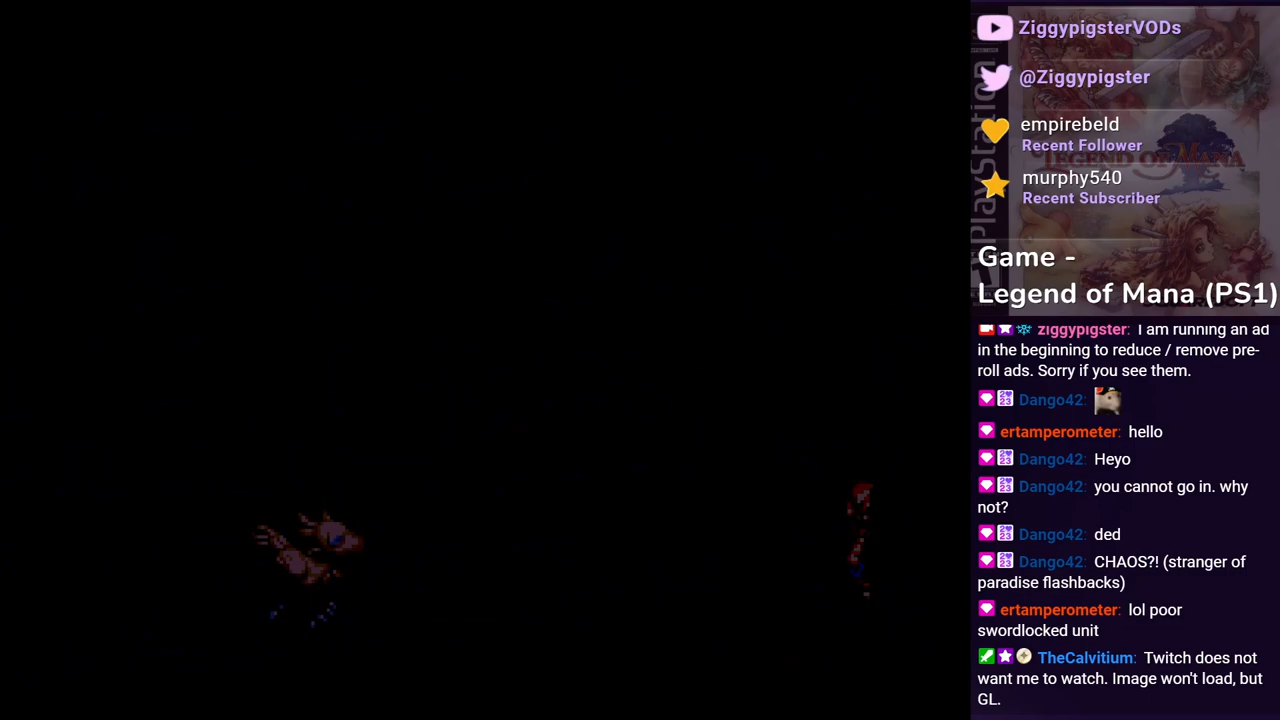 ZiggypigsterVODs
@Ziggypigster
empirebeld
Recent Follower
murphy540
Recent Subscriber
PlayStation
LEGEND OF MANA
Game -
Legend of Mana (PS1)
ziggypigster: I am running an ad
in the beginning to reduce / remove pre-
roll ads. Sorry if you see them.
Dango42:
ertamperometer: hello
Dango42: Heyo
Dango42: you cannot go in. why
not?
Dango42: ded
Dango42: CHAOS?! (stranger of
paradise flashbacks)
ertamperometer: lol poor
swordlocked unit
TheCalvitium: Twitch does not
want me to watch. Image won't load, but
GL.